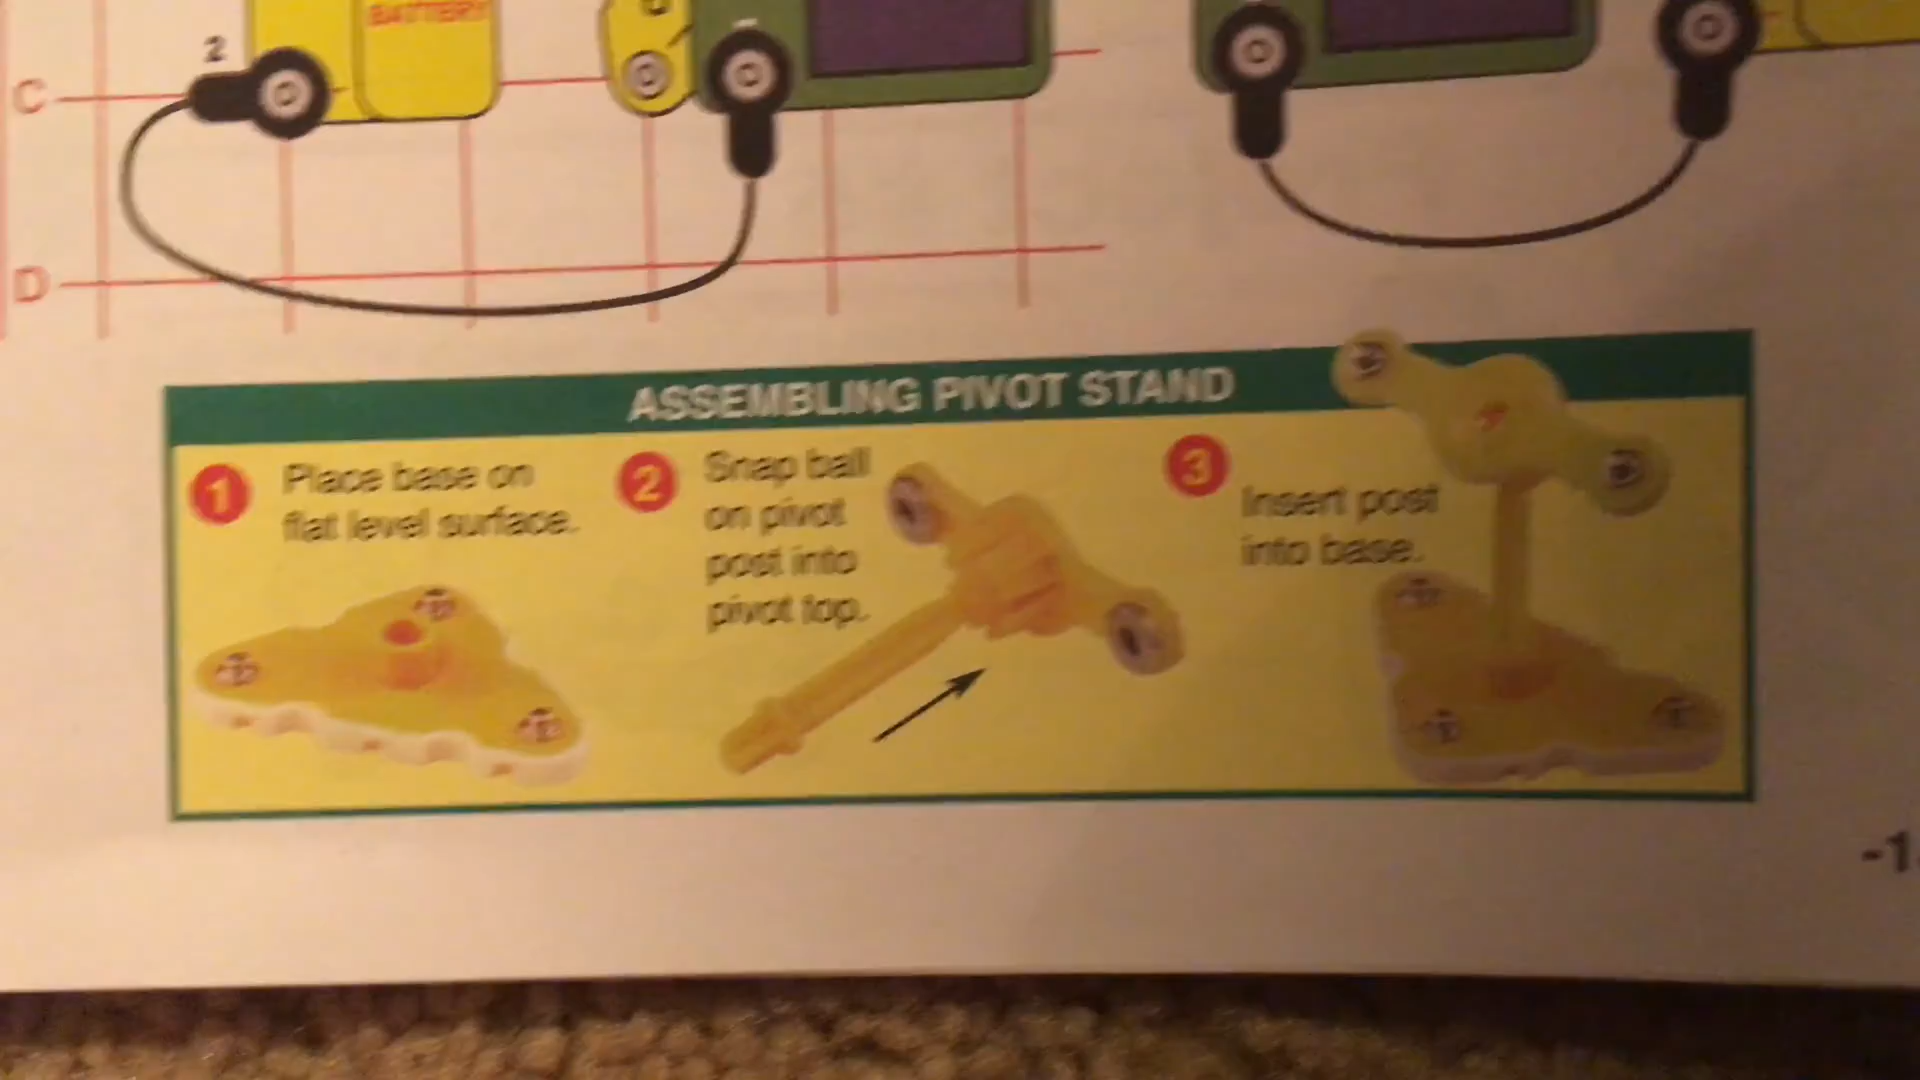 BATTERY
2
C
D
ASSEMBLING PIVOT STAND
1
Place base on
flat level surface.
2
Snap ball
on pivot
post into
pivot top.
3
Insert post
into base.